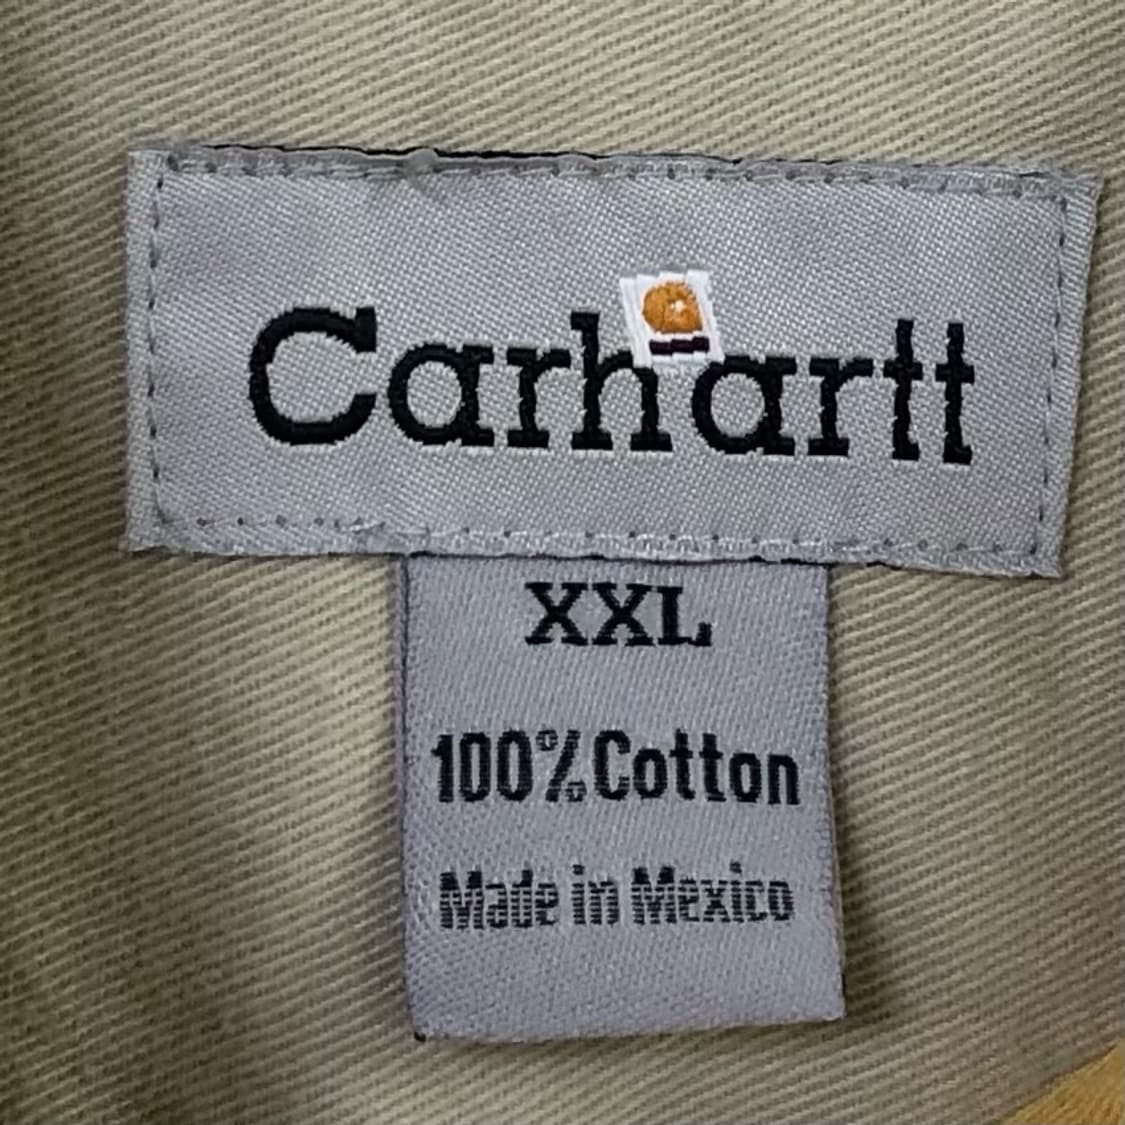 Carhartt
XXL
100% Cotton
Made in Mexico